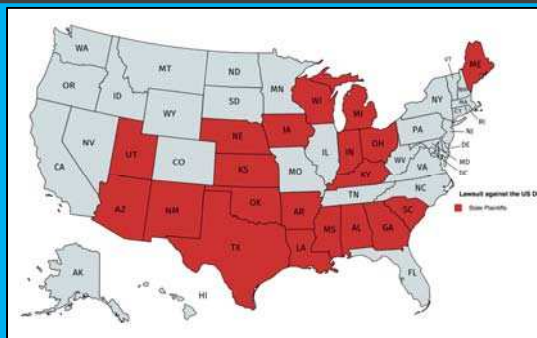 WA
MT
ND
MN
ME
VT
OR
ID
SD
WI
MI
NY
WY
RI
NV
UT
NE
IA
PA
NJ
CA
CO
IL
IN
OH
DE
WV
MD
KS
MO
KY
VA
DC
AZ
NM
OK
AR
TN
NC
SC
TX
LA
MS
AL
GA
AK
HI
FL
Lawsuit against the US D
State Plaintiffs